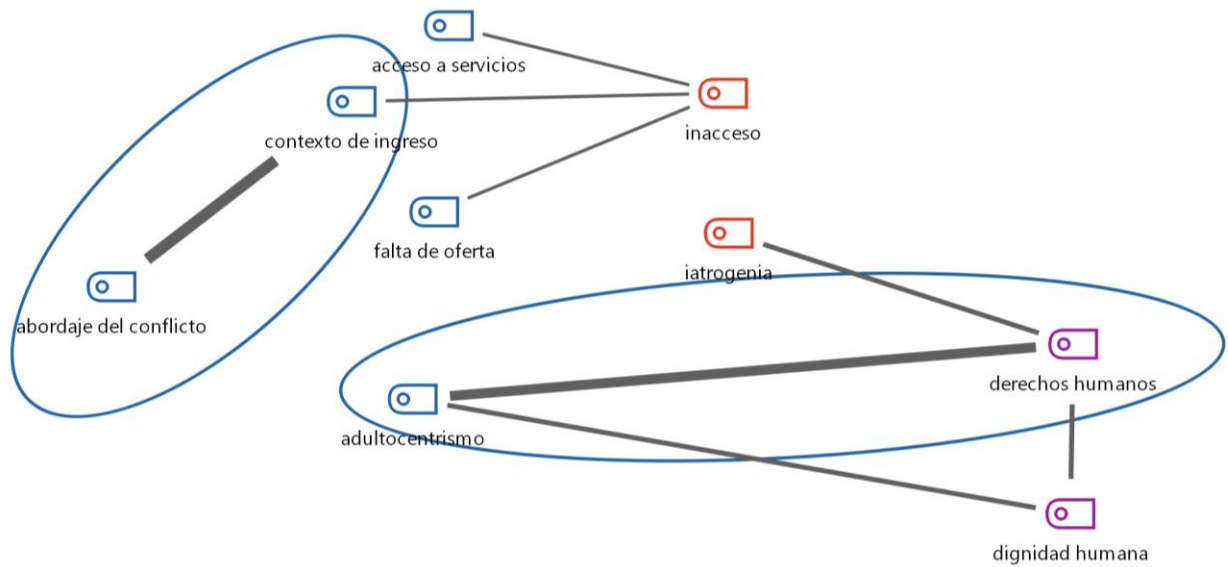 acceso a servicios
contexto de ingreso
inacceso
falta de oferta
iatrogenia
abordaje del conflicto
derechos humanos
adultocentrismo
dignidad humana